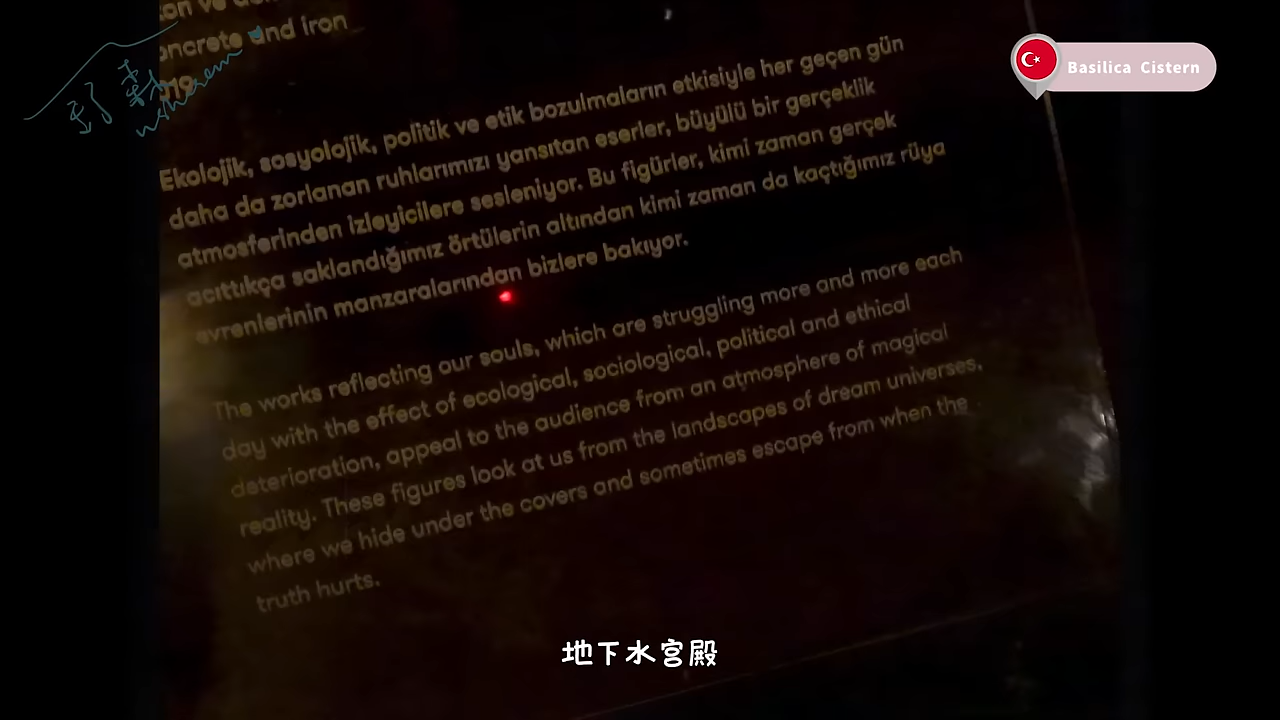 oncrete and iron
Basilica Cistern
Ekolojik, sosyolojik, politik ve etik bozulmaların etkisiyle her geçen gün
daha da zorlanan ruhlarımızı yansıtan eserler, büyülü bir gerçeklik
atmosferinden izleyicilere sesleniyor. Bu figürler, kimi zaman gerçek
acıttıkça saklandığımız örtülerin altından kimi zaman da kaçtığımız rüya
evrenlerinin manzaralarından bizlere bakıyor.
The works reflecting our souls, which are struggling more and more each
day with the effect of ecological, sociological, political and ethical
deterioration, appeal to the audience from an atmosphere of magical
reality. These figures look at us from the landscapes of dream universes,
where we hide under the covers and sometimes escape from when the
truth hurts.
地下水宫殿